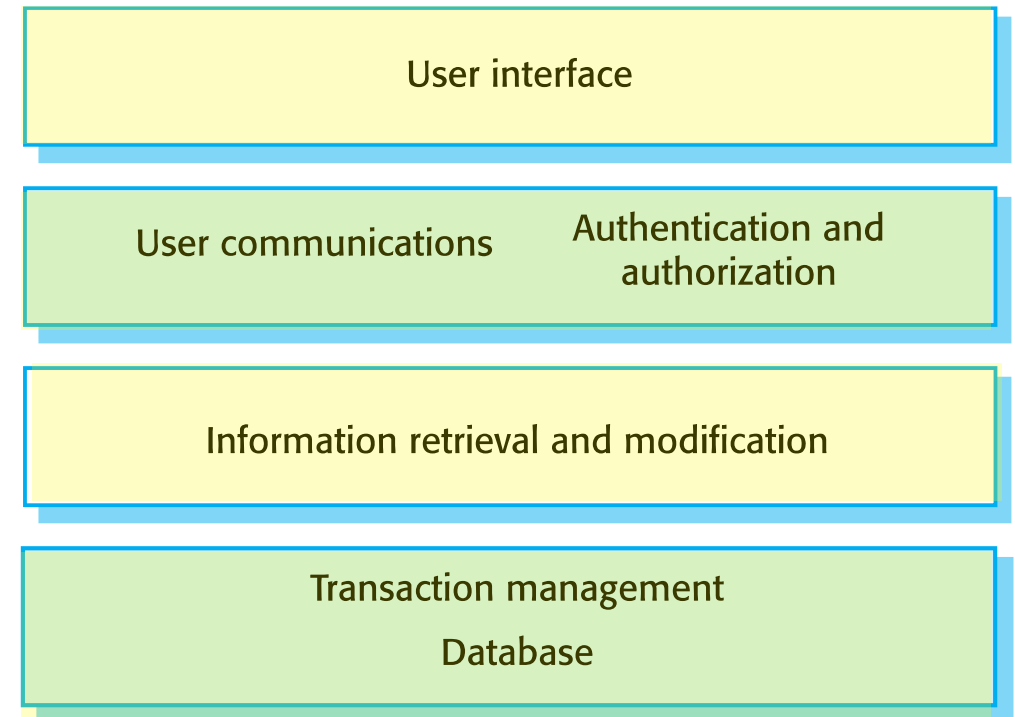 User interface
User communications
Authentication and
authorization
Information retrieval and modification
Transaction management
Database